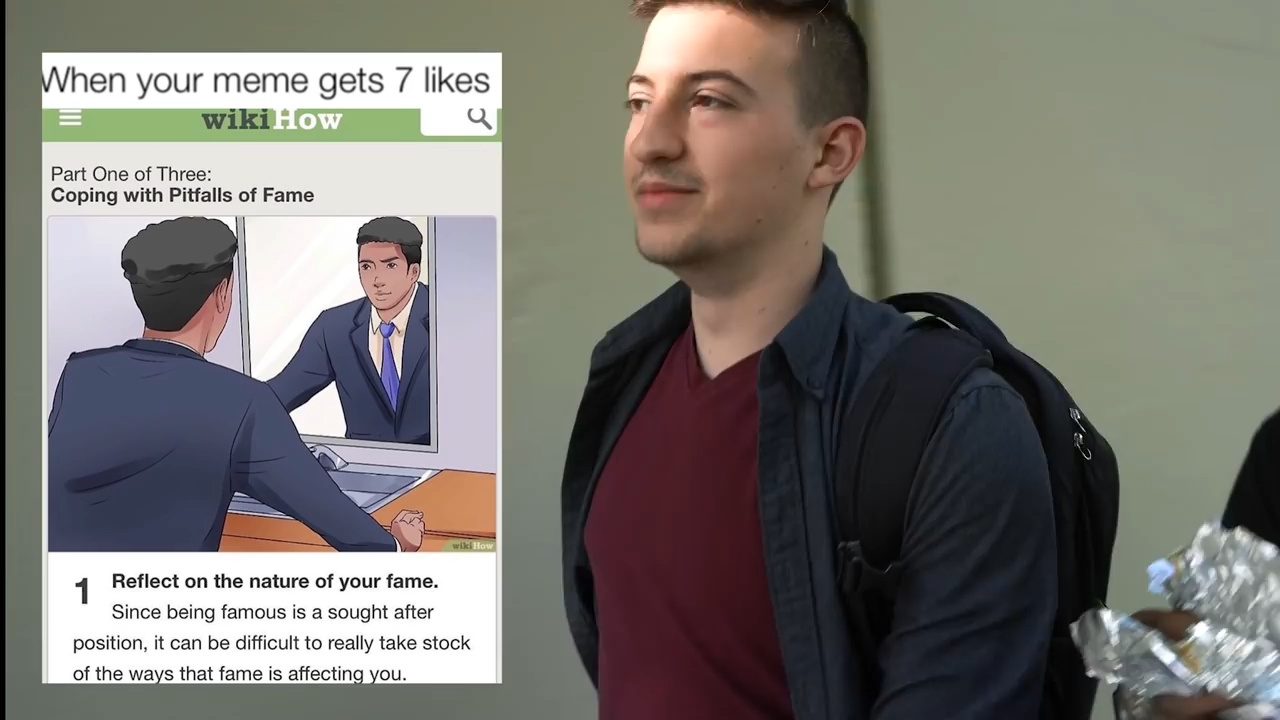 When your meme gets 7 likes
wikiHow
Part One of Three:
Coping with Pitfalls of Fame
wikiHow
1 Reflect on the nature of your fame.
Since being famous is a sought after
position, it can be difficult to really take stock
of the ways that fame is affecting you.